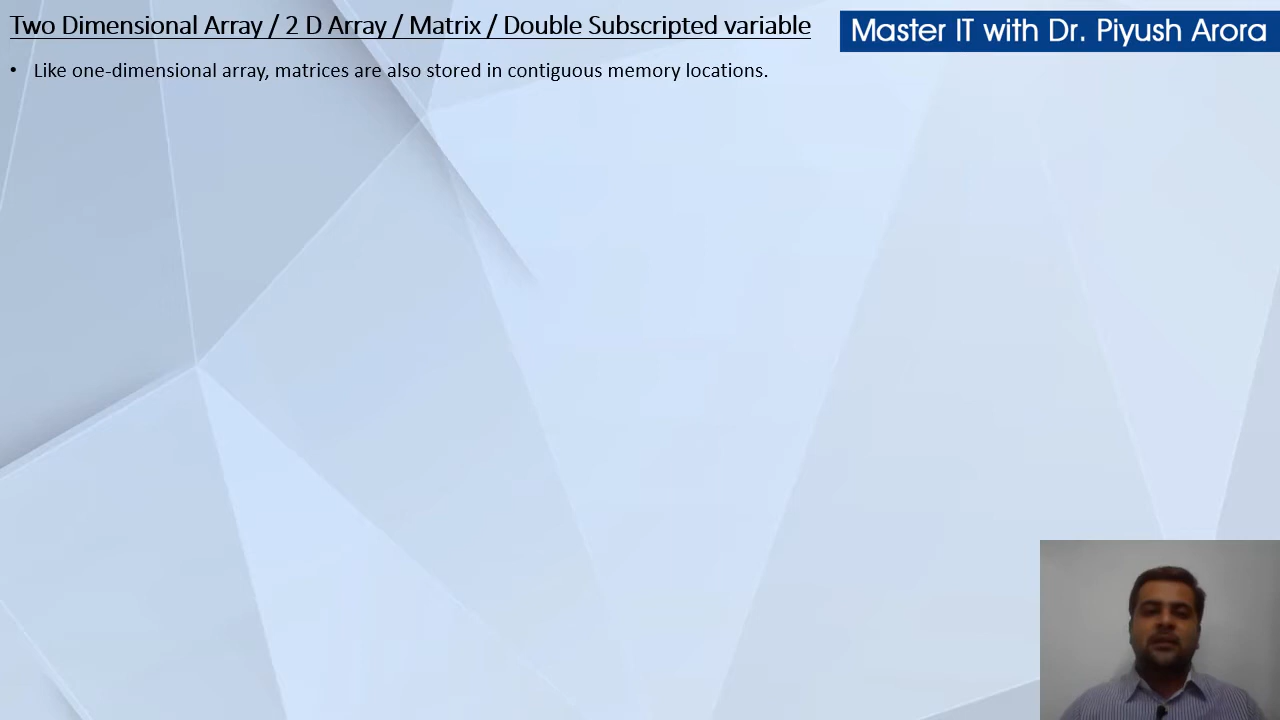 Two Dimensional Array / 2 D Array / Matrix / Double Subscripted variable
Master IT with Dr. Piyush Arora
• Like one-dimensional array, matrices are also stored in contiguous memory locations.